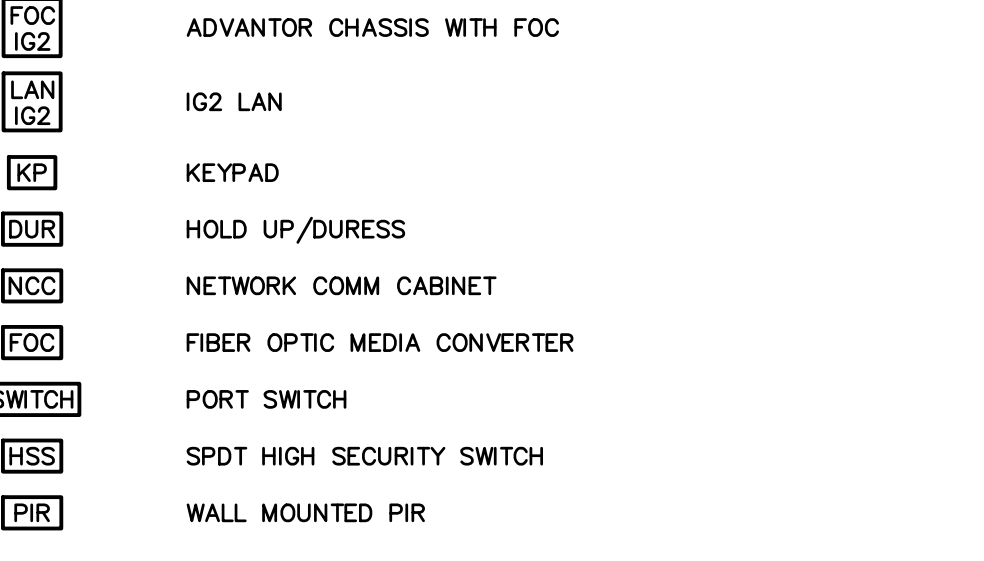 FOC ADVANTOR CHASSIS WITH FOC
IG2
LAN IG2 LAN
IG2
KP KEYPAD
DUR HOLD UP/DURESS
NCC NETWORK COMM CABINET
FOC FIBER OPTIC MEDIA CONVERTER
SWITCH PORT SWITCH
HSS SPDT HIGH SECURITY SWITCH
PIR WALL MOUNTED PIR